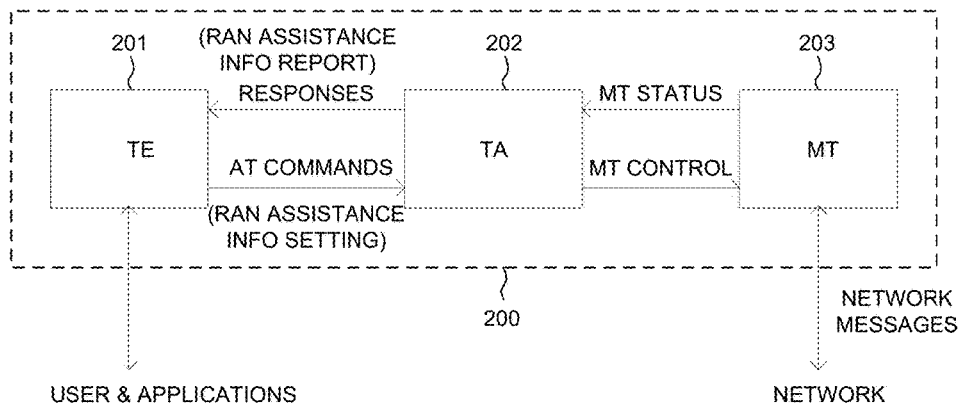 201
(RAN ASSISTANCE
INFO REPORT)
RESPONSES
202
MT STATUS
203
TE
TA
MT
AT COMMANDS
MT CONTROL
(RAN ASSISTANCE
INFO SETTING)
200
NETWORK
MESSAGES
USER & APPLICATIONS
NETWORK